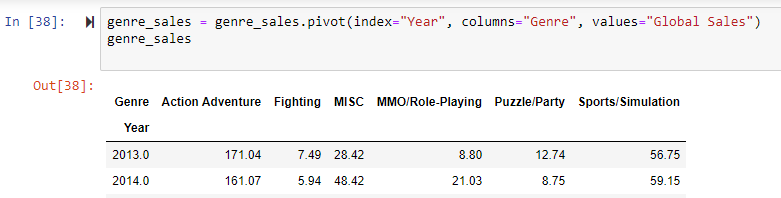 In [38]: genre_sales = genre_sales.pivot(index="Year", columns="Genre", values="Global Sales")
genre_sales
Out[38]:
Genre Action Adventure Fighting MISC MMO/Role-Playing Puzzle/Party Sports/Simulation
Year
2013.0 171.04 7.49 28.42 8.80 12.74 56.75
2014.0 161.07 5.94 48.42 21.03 8.75 59.15